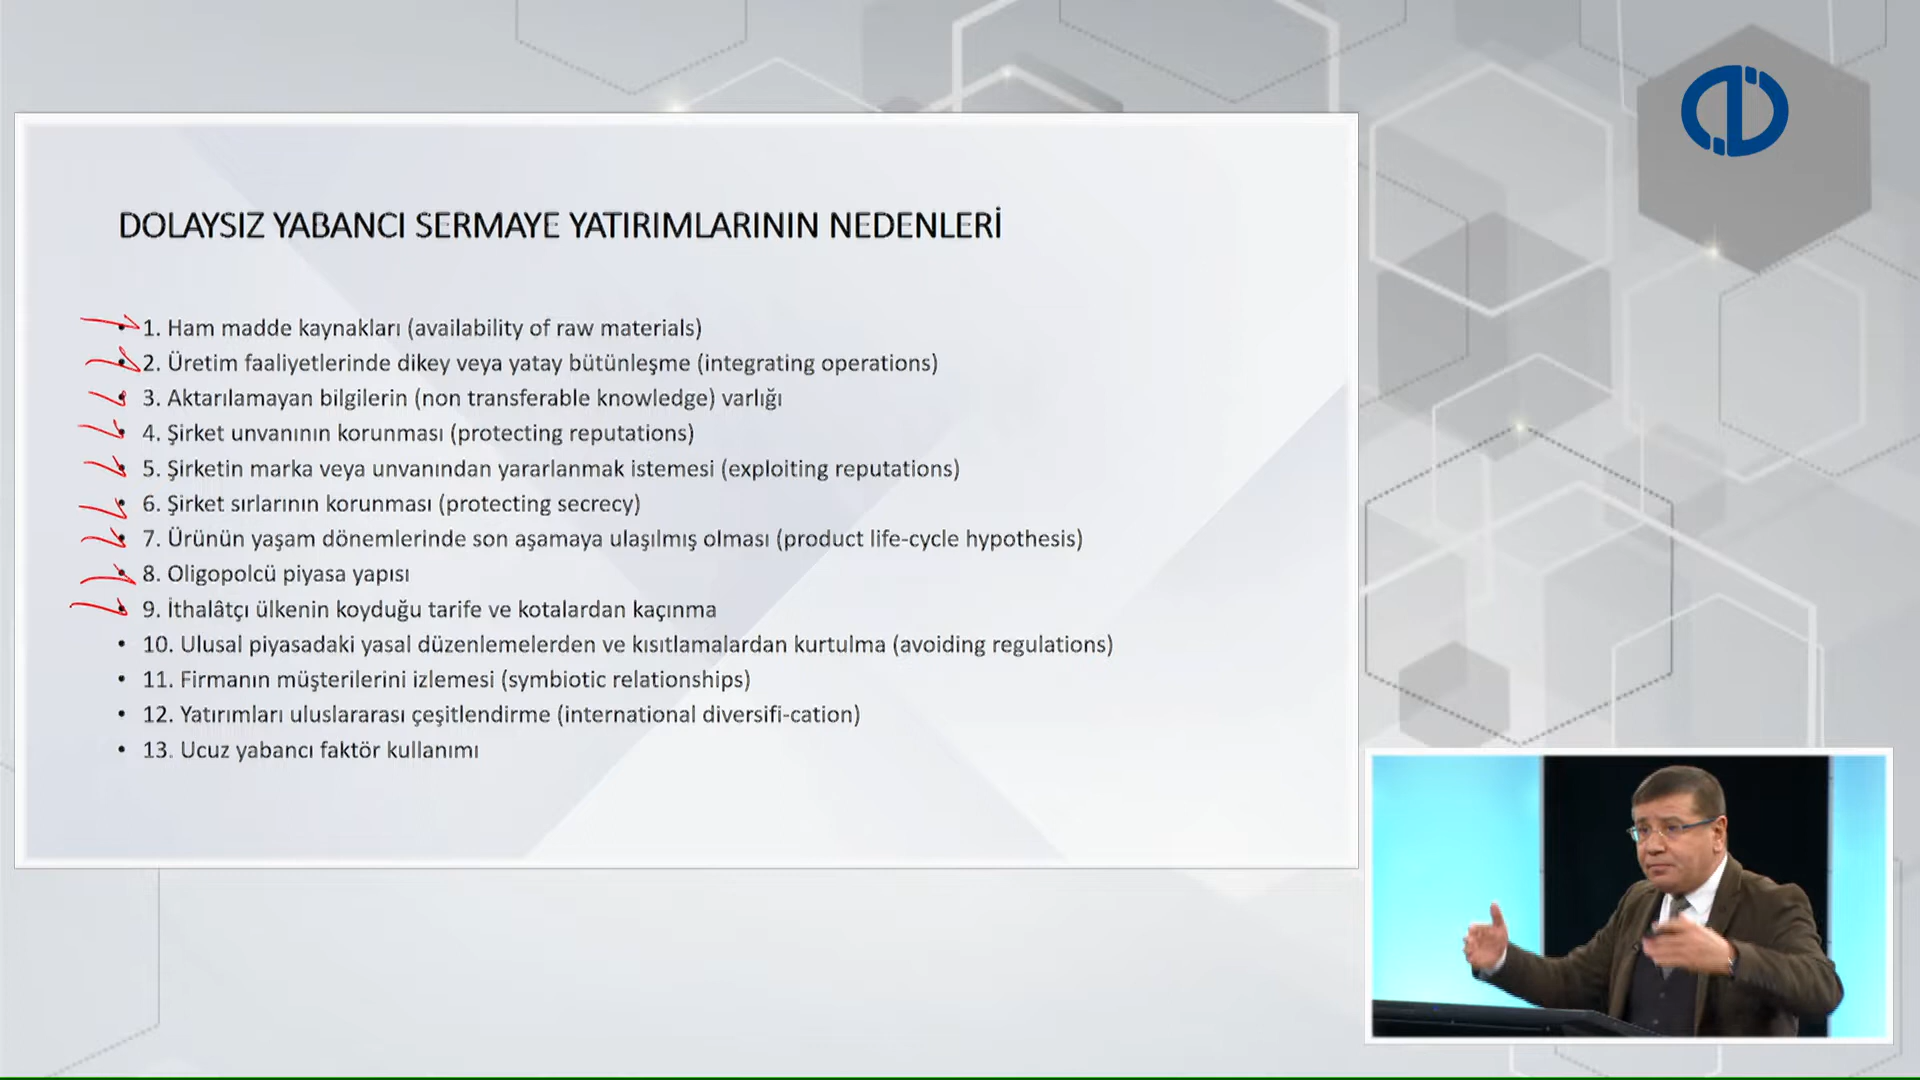 DOLAYSIZ YABANCI SERMAYE YATIRIMLARININ NEDENLERİ
• 1. Ham madde kaynakları (availability of raw materials)
• 2. Üretim faaliyetlerinde dikey veya yatay bütünleşme (integrating operations)
• 3. Aktarılamayan bilgilerin (non transferable knowledge) varlığı
• 4. Şirket unvanının korunması (protecting reputations)
• 5. Şirketin marka veya unvanından yararlanmak istemesi (exploiting reputations)
• 6. Şirket sırlarının korunması (protecting secrecy)
• 7. Ürünün yaşam dönemlerinde son aşamaya ulaşılmış olması (product life-cycle hypothesis)
• 8. Oligopolcü piyasa yapısı
• 9. İthalâtçı ülkenin koyduğu tarife ve kotalardan kaçınma
• 10. Ulusal piyasadaki yasal düzenlemelerden ve kısıtlamalardan kurtulma (avoiding regulations)
• 11. Firmanın müşterilerini izlemesi (symbiotic relationships)
• 12. Yatırımları uluslararası çeşitlendirme (international diversifi-cation)
• 13. Ucuz yabancı faktör kullanımı